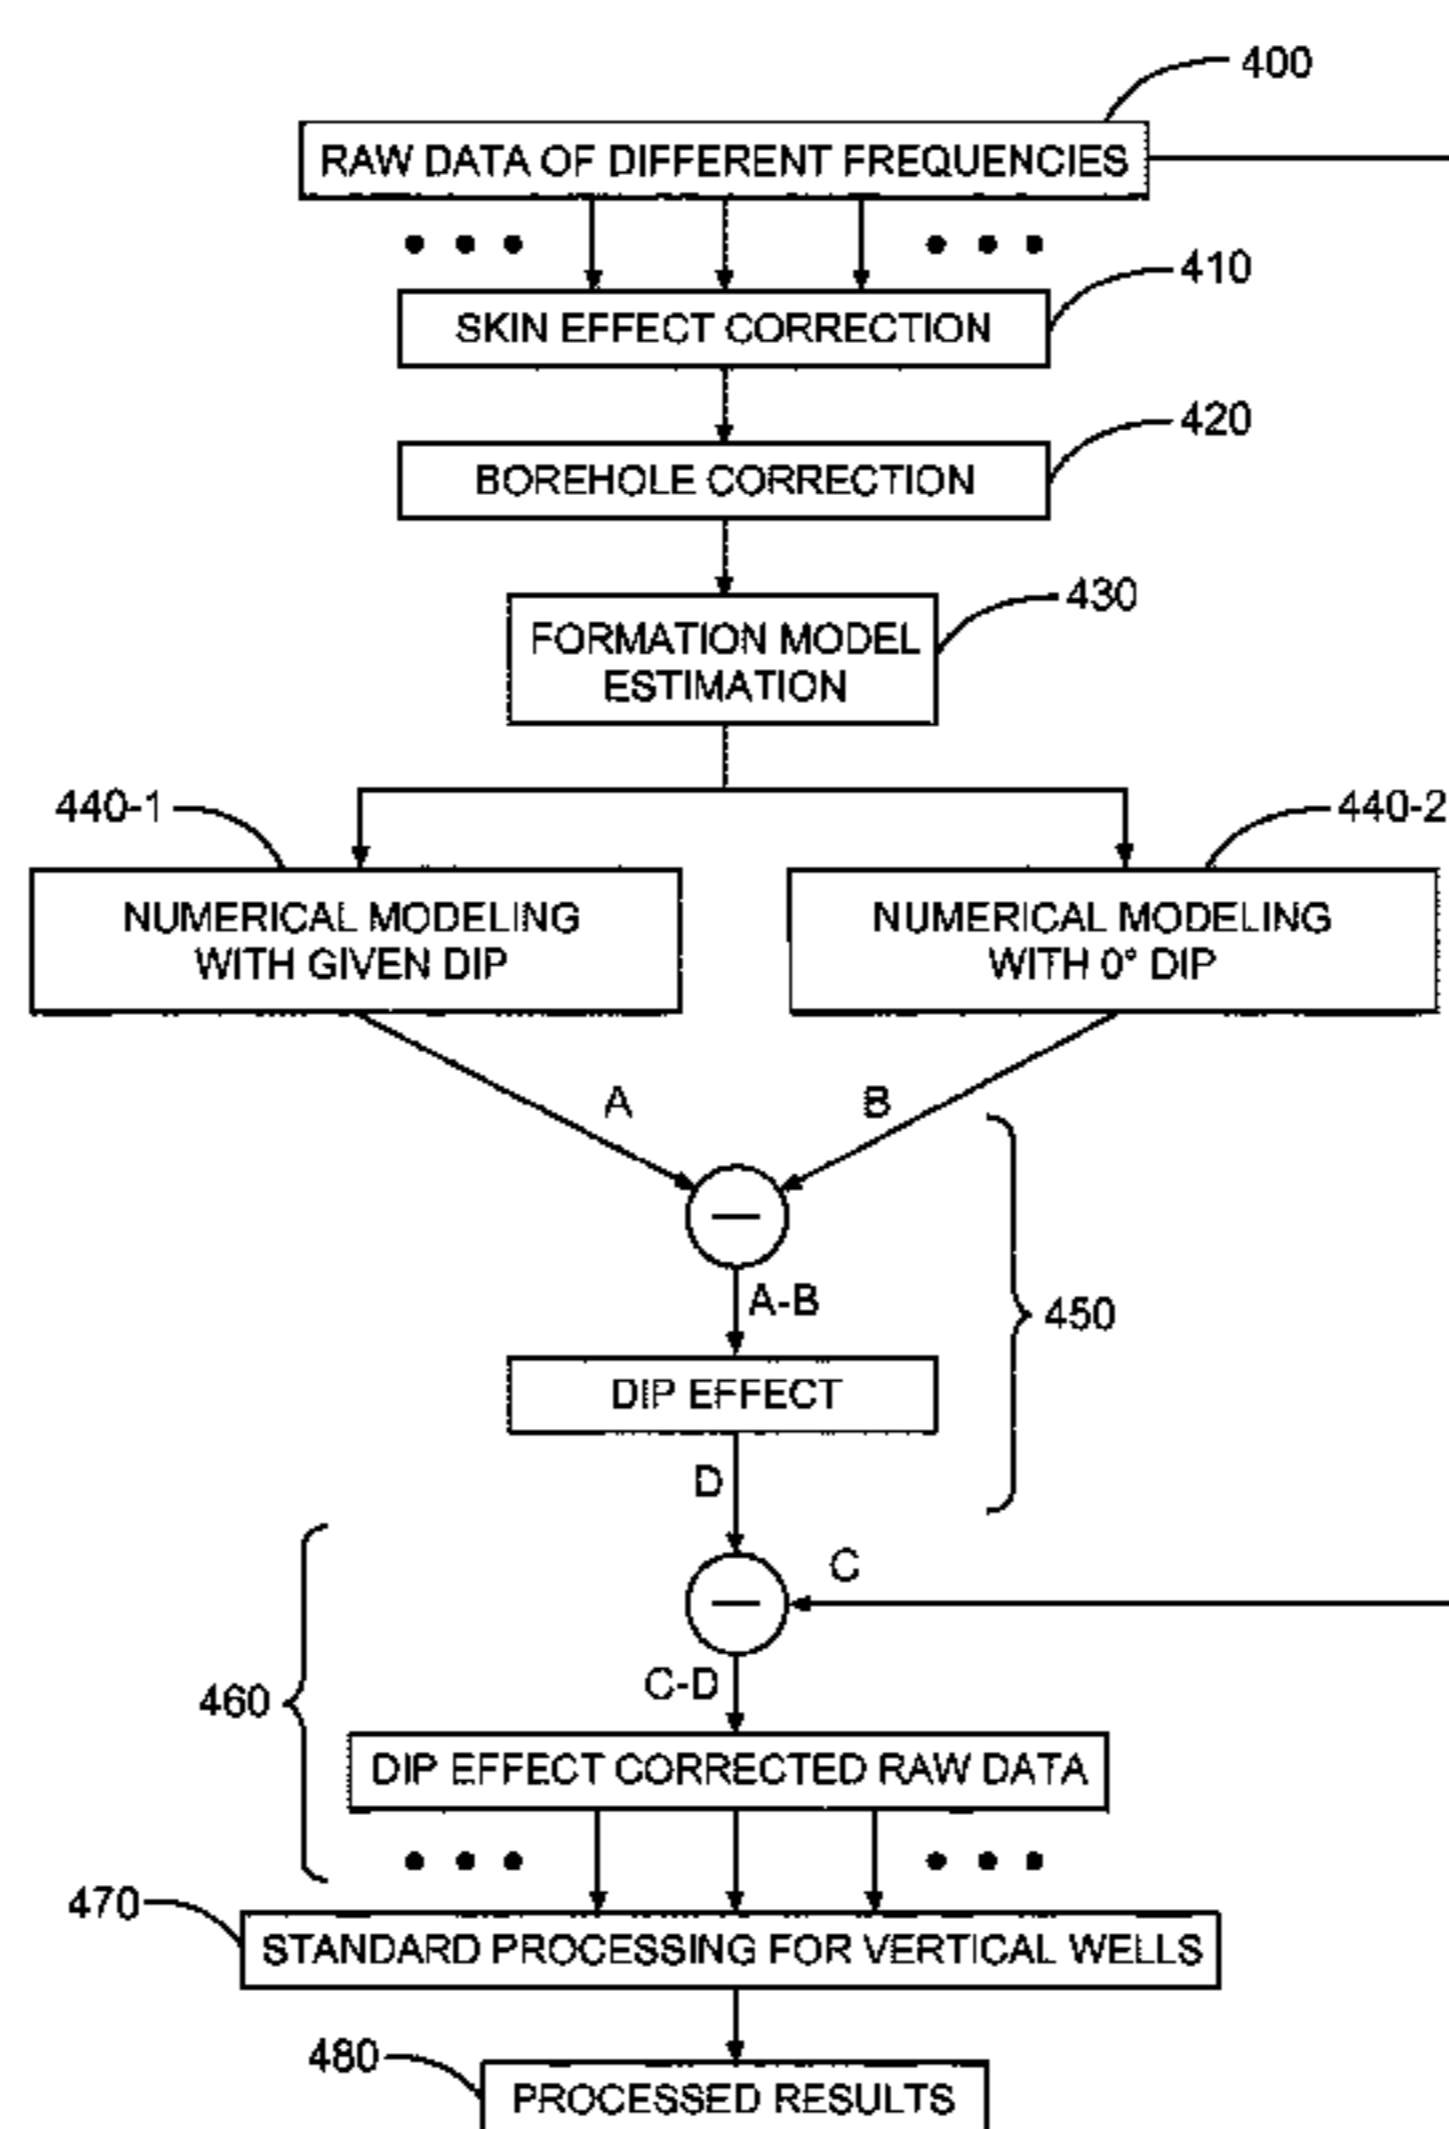 400
RAW DATA OF DIFFERENT FREQUENCIES
410
SKIN EFFECT CORRECTION
420
BOREHOLE CORRECTION
430
FORMATION MODEL
ESTIMATION
440-1
440-2
NUMERICAL MODELING
WITH GIVEN DIP
NUMERICAL MODELING
WITH 0° DIP
A
B
A-B
450
DIP EFFECT
D
C
C-D
460
DIP EFFECT CORRECTED RAW DATA
470
STANDARD PROCESSING FOR VERTICAL WELLS
480
PROCESSED RESULTS